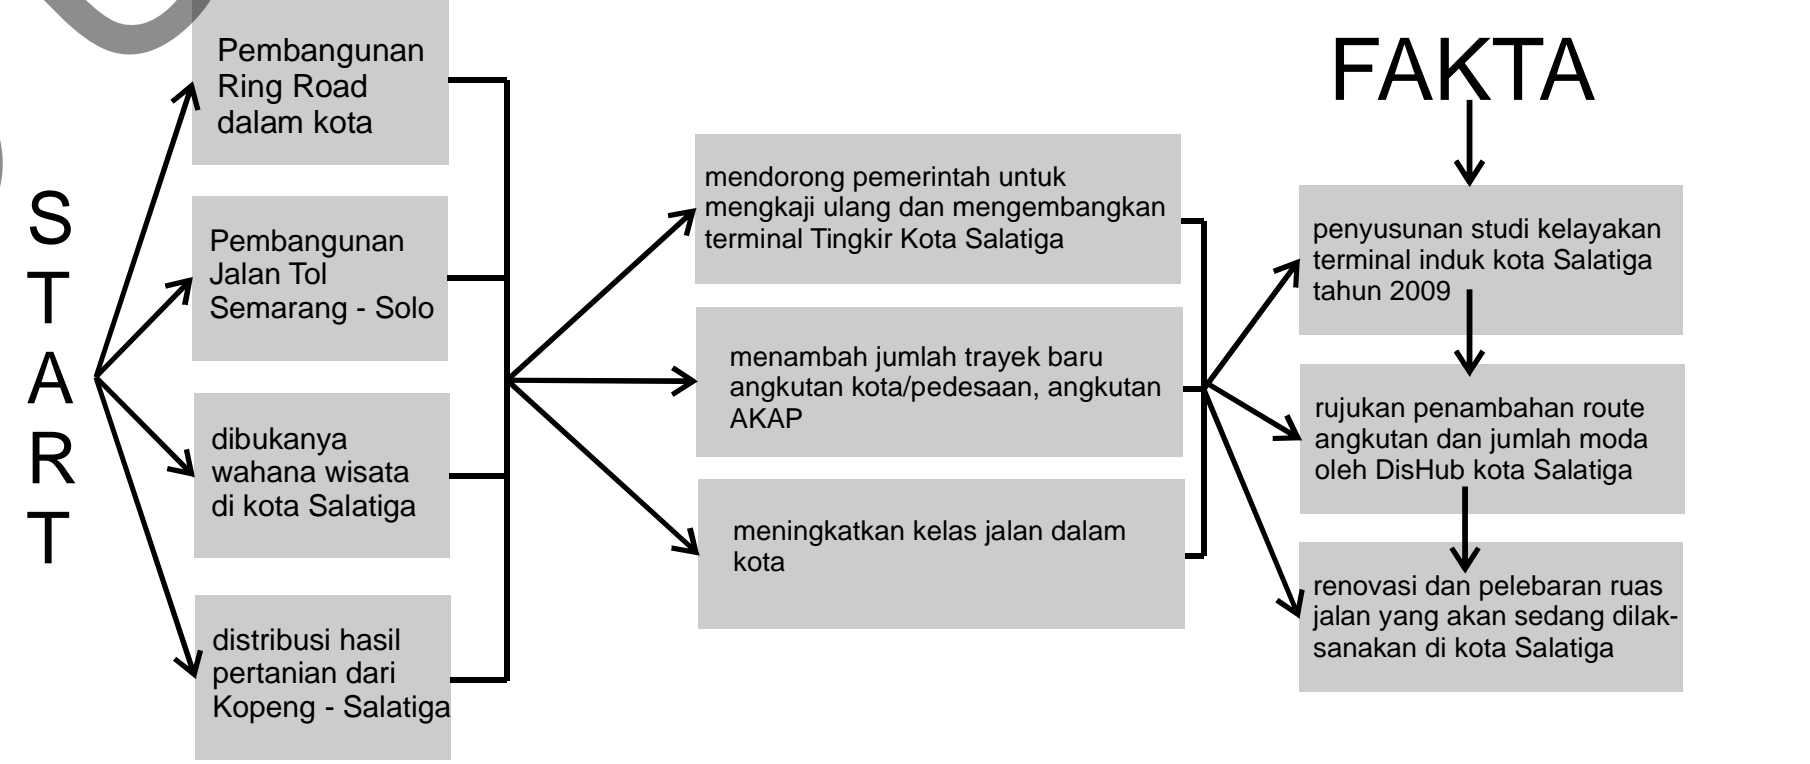 S
T
A
R
T
Pembangunan
Ring Road
dalam kota
Pembangunan
Jalan Tol
Semarang - Solo
dibukanya
wahana wisata
di kota Salatiga
distribusi hasil
pertanian dari
Kopeng - Salatiga
mendorong pemerintah untuk
mengkaji ulang dan mengembangkan
terminal Tingkir Kota Salatiga
menambah jumlah trayek baru
angkutan kota/pedesaan, angkutan
AKAP
meningkatkan kelas jalan dalam
kota
FAKTA
penyusunan studi kelayakan
terminal induk kota Salatiga
tahun 2009
rujukan penambahan route
angkutan dan jumlah moda
oleh DisHub kota Salatiga
renovasi dan pelebaran ruas
jalan yang akan sedang dilak-
sanakan di kota Salatiga